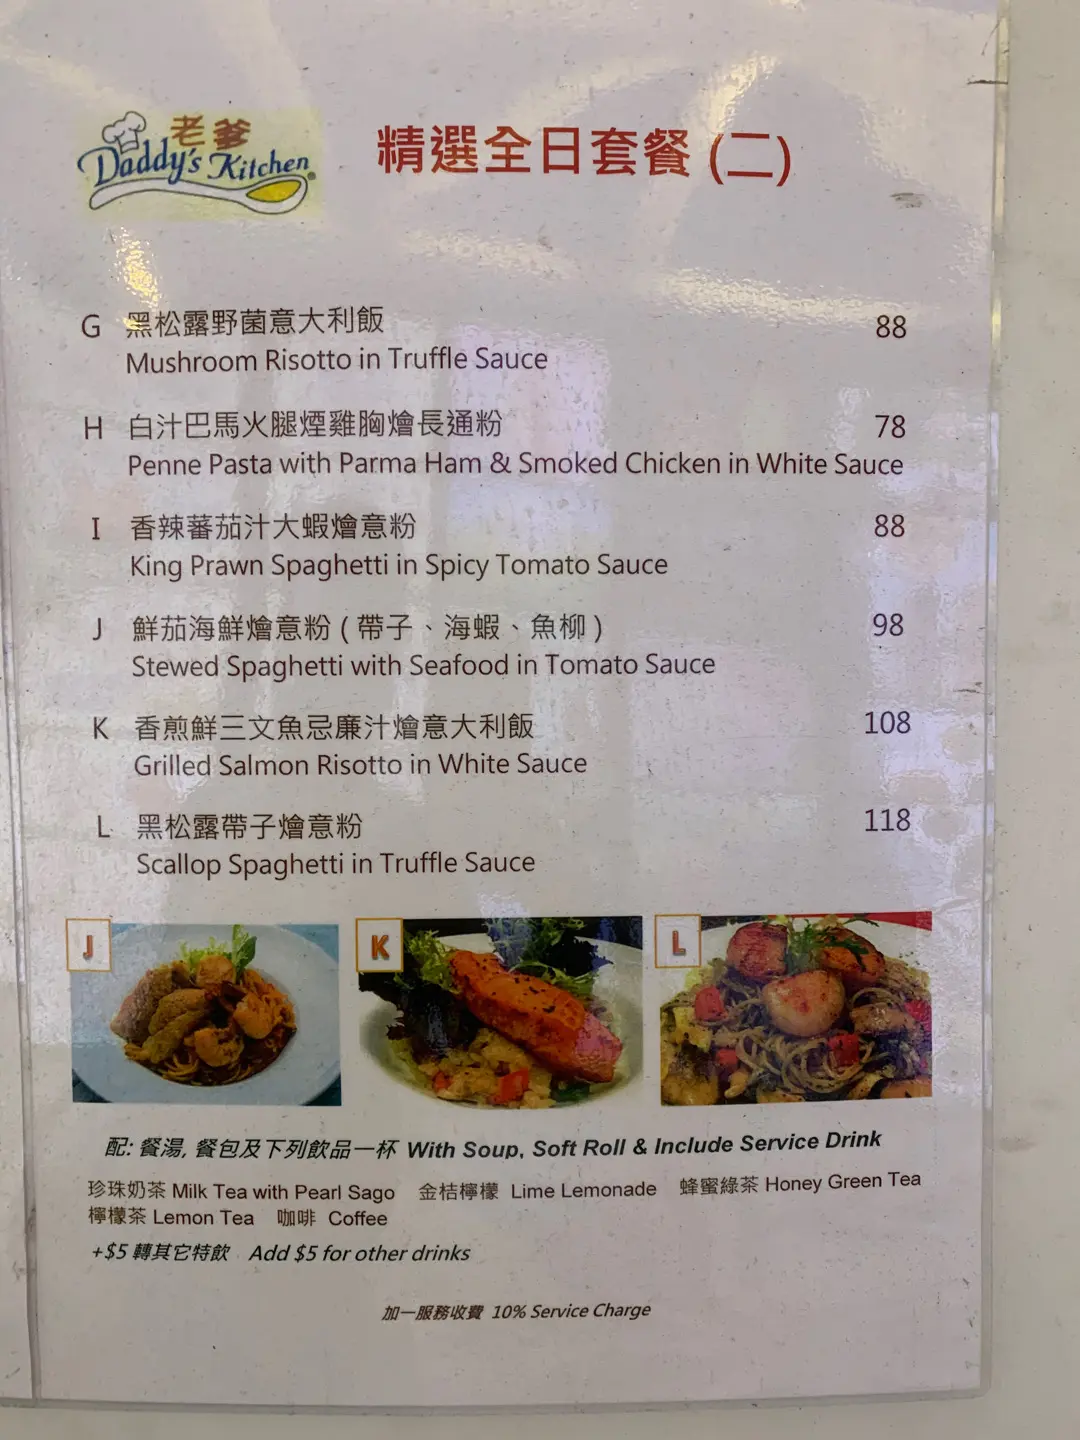 老爹
Daddy's Kitchen®
精選全日套餐 (二)
G 黑松露野菌意大利飯 88
Mushroom Risotto in Truffle Sauce
H 白汁巴馬火腿煙雞胸燴長通粉 78
Penne Pasta with Parma Ham & Smoked Chicken in White Sauce
I 香辣蕃茄汁大蝦燴意粉 88
King Prawn Spaghetti in Spicy Tomato Sauce
J 鮮茄海鮮燴意粉 ( 帶子、海蝦、魚柳 ) 98
Stewed Spaghetti with Seafood in Tomato Sauce
K 香煎鮮三文魚忌廉汁燴意大利飯 108
Grilled Salmon Risotto in White Sauce
L 黑松露帶子燴意粉 118
Scallop Spaghetti in Truffle Sauce
J K L
配: 餐湯, 餐包及下列飲品一杯 With Soup, Soft Roll & Include Service Drink
珍珠奶茶 Milk Tea with Pearl Sago 金桔檸檬 Lime Lemonade 蜂蜜綠茶 Honey Green Tea
檸檬茶 Lemon Tea 咖啡 Coffee
+$5 轉其它特飲 Add $5 for other drinks
加一服務收費 10% Service Charge